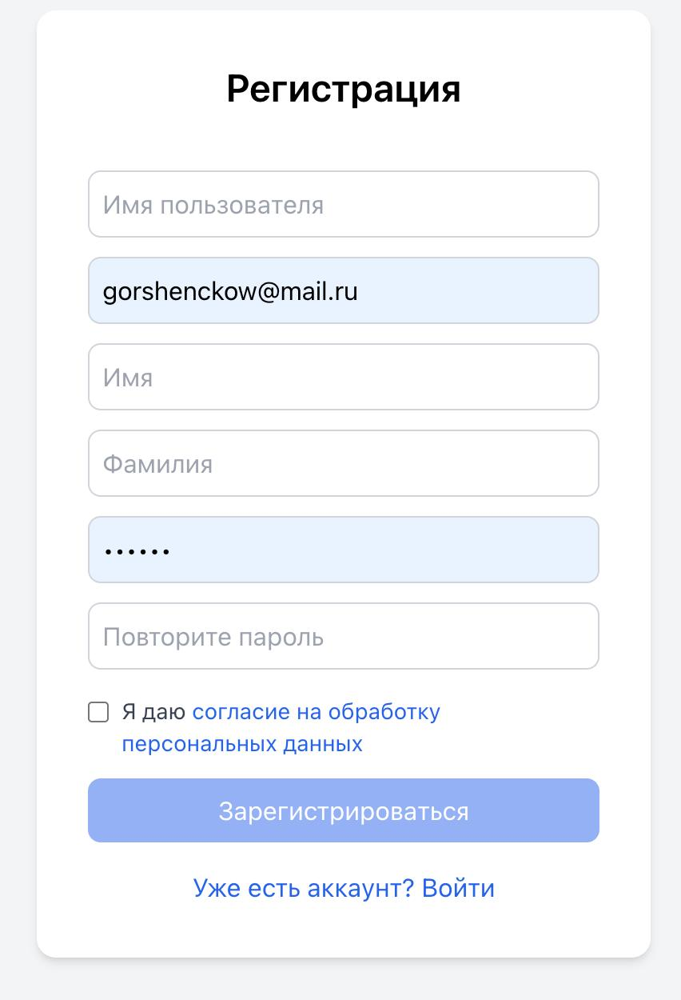 Регистрация
Имя пользователя
gorshenckow@mail.ru
Имя
Фамилия
••••••
Повторите пароль
Я даю согласие на обработку
персональных данных
Зарегистрироваться
Уже есть аккаунт? Войти